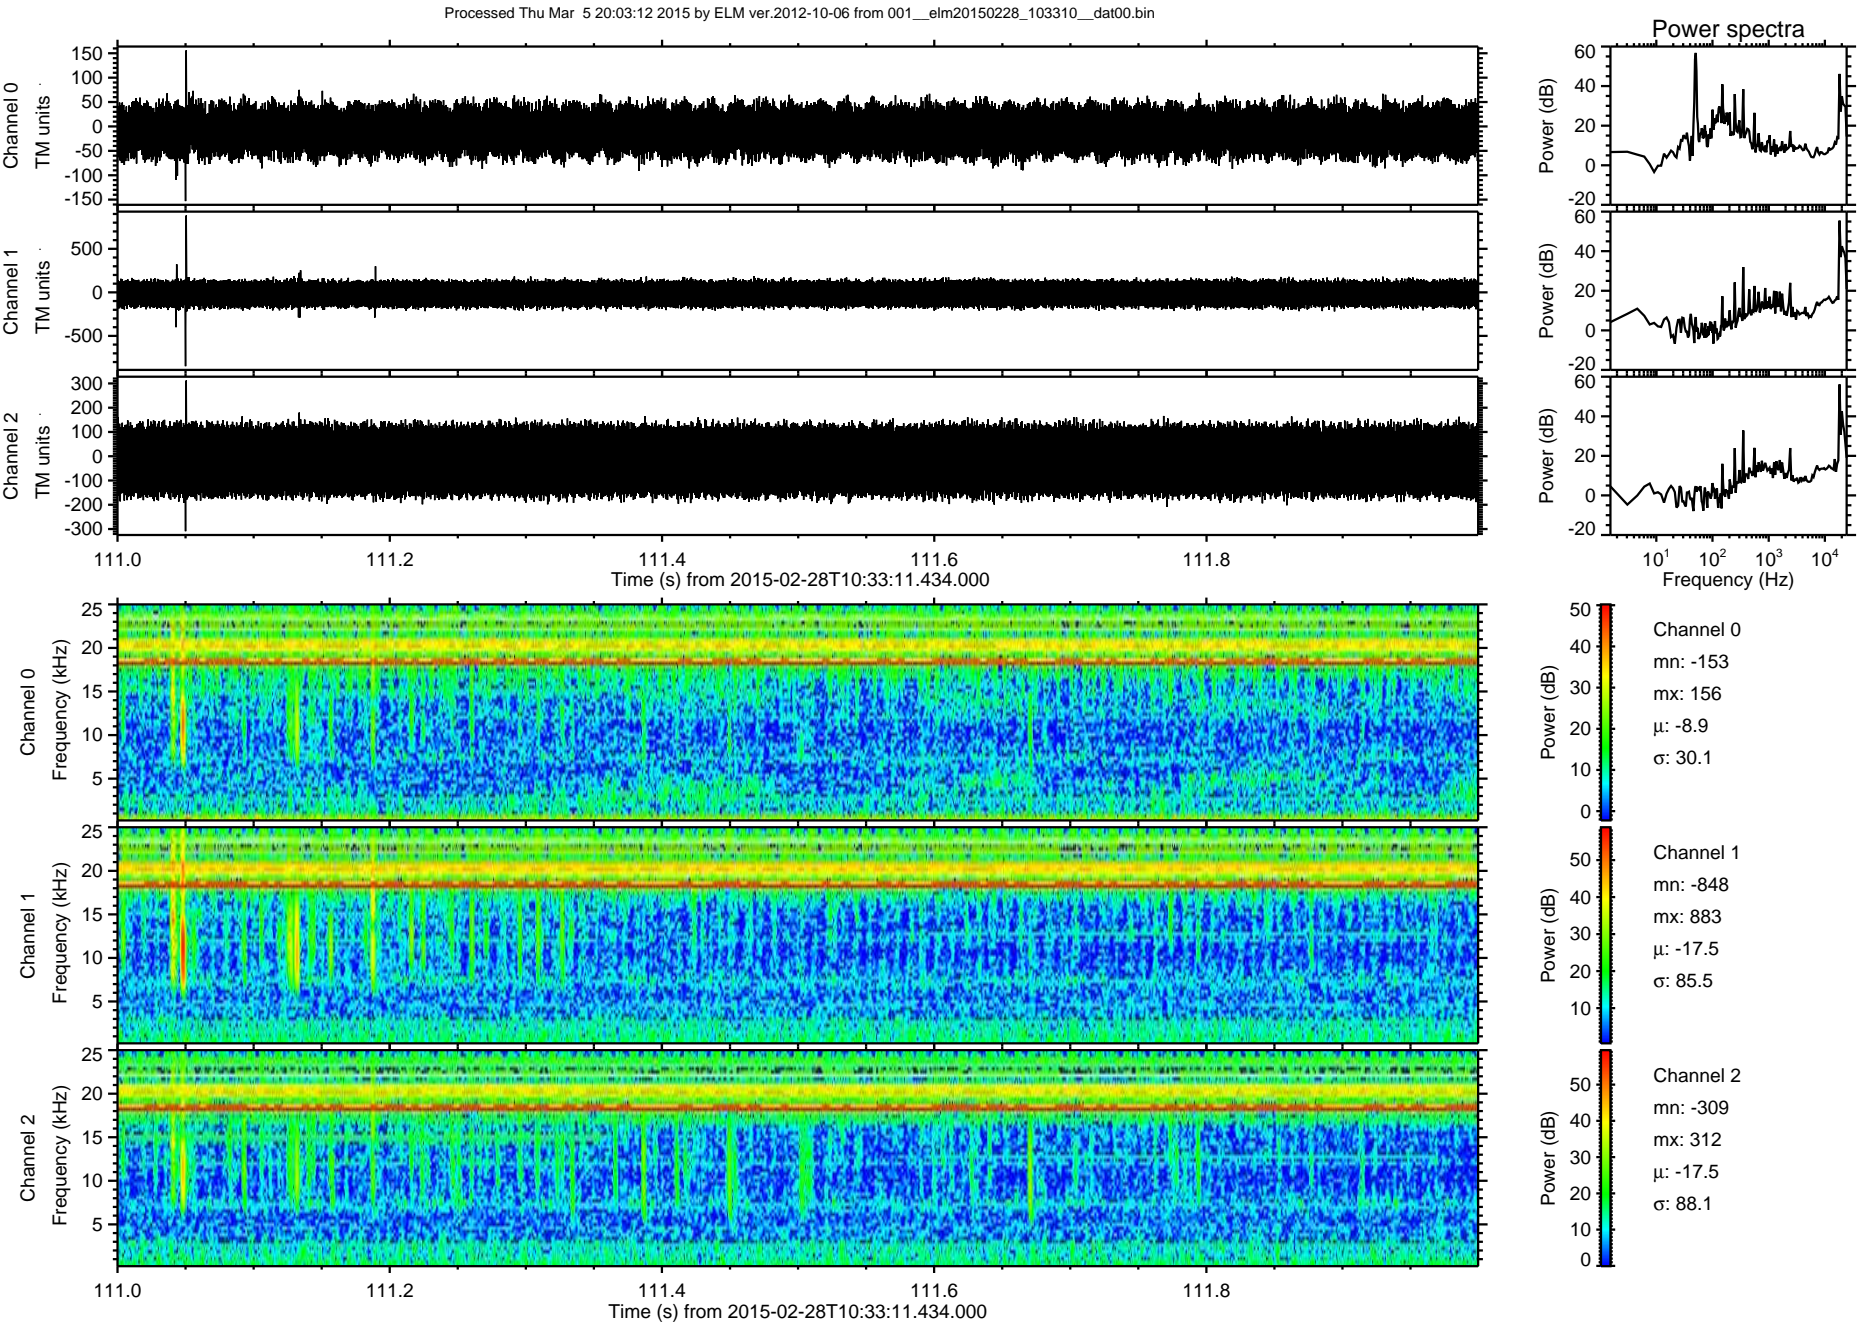 Processed Thu Mar  5 20:03:12 2015 by ELM ver.2012-10-06 from 001__elm20150228_103310__dat00.bin
Power spectra
Channel 0
TM units
150
100
50
0
-50
-100
-150
Power (dB)
60
40
20
0
-20
Channel 1
TM units
500
0
-500
Power (dB)
60
40
20
0
-20
Channel 2
TM units
300
200
100
0
-100
-200
-300
Power (dB)
60
40
20
0
-20
111.0 111.2 111.4 111.6 111.8
Time (s) from 2015-02-28T10:33:11.434.000
10^1 10^2 10^3 10^4
Frequency (Hz)
Channel 0
Frequency (kHz)
25
20
15
10
5
Power (dB)
50
40
30
20
10
0
Channel 0
mn: -153
mx: 156
μ: -8.9
σ: 30.1
Channel 1
Frequency (kHz)
25
20
15
10
5
Power (dB)
50
40
30
20
10
Channel 1
mn: -848
mx: 883
μ: -17.5
σ: 85.5
Channel 2
Frequency (kHz)
25
20
15
10
5
Power (dB)
50
40
30
20
10
0
Channel 2
mn: -309
mx: 312
μ: -17.5
σ: 88.1
111.0 111.2 111.4 111.6 111.8
Time (s) from 2015-02-28T10:33:11.434.000